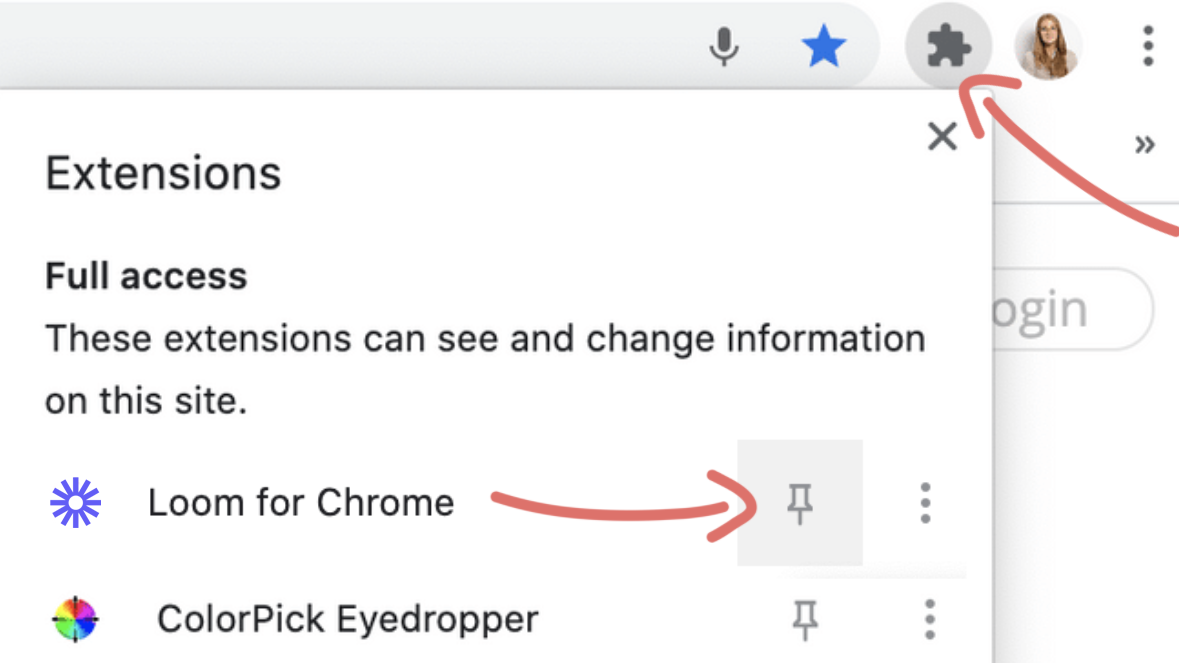 Extensions
Full access
These extensions can see and change information
on this site.
ogin
Loom for Chrome
ColorPick Eyedropper